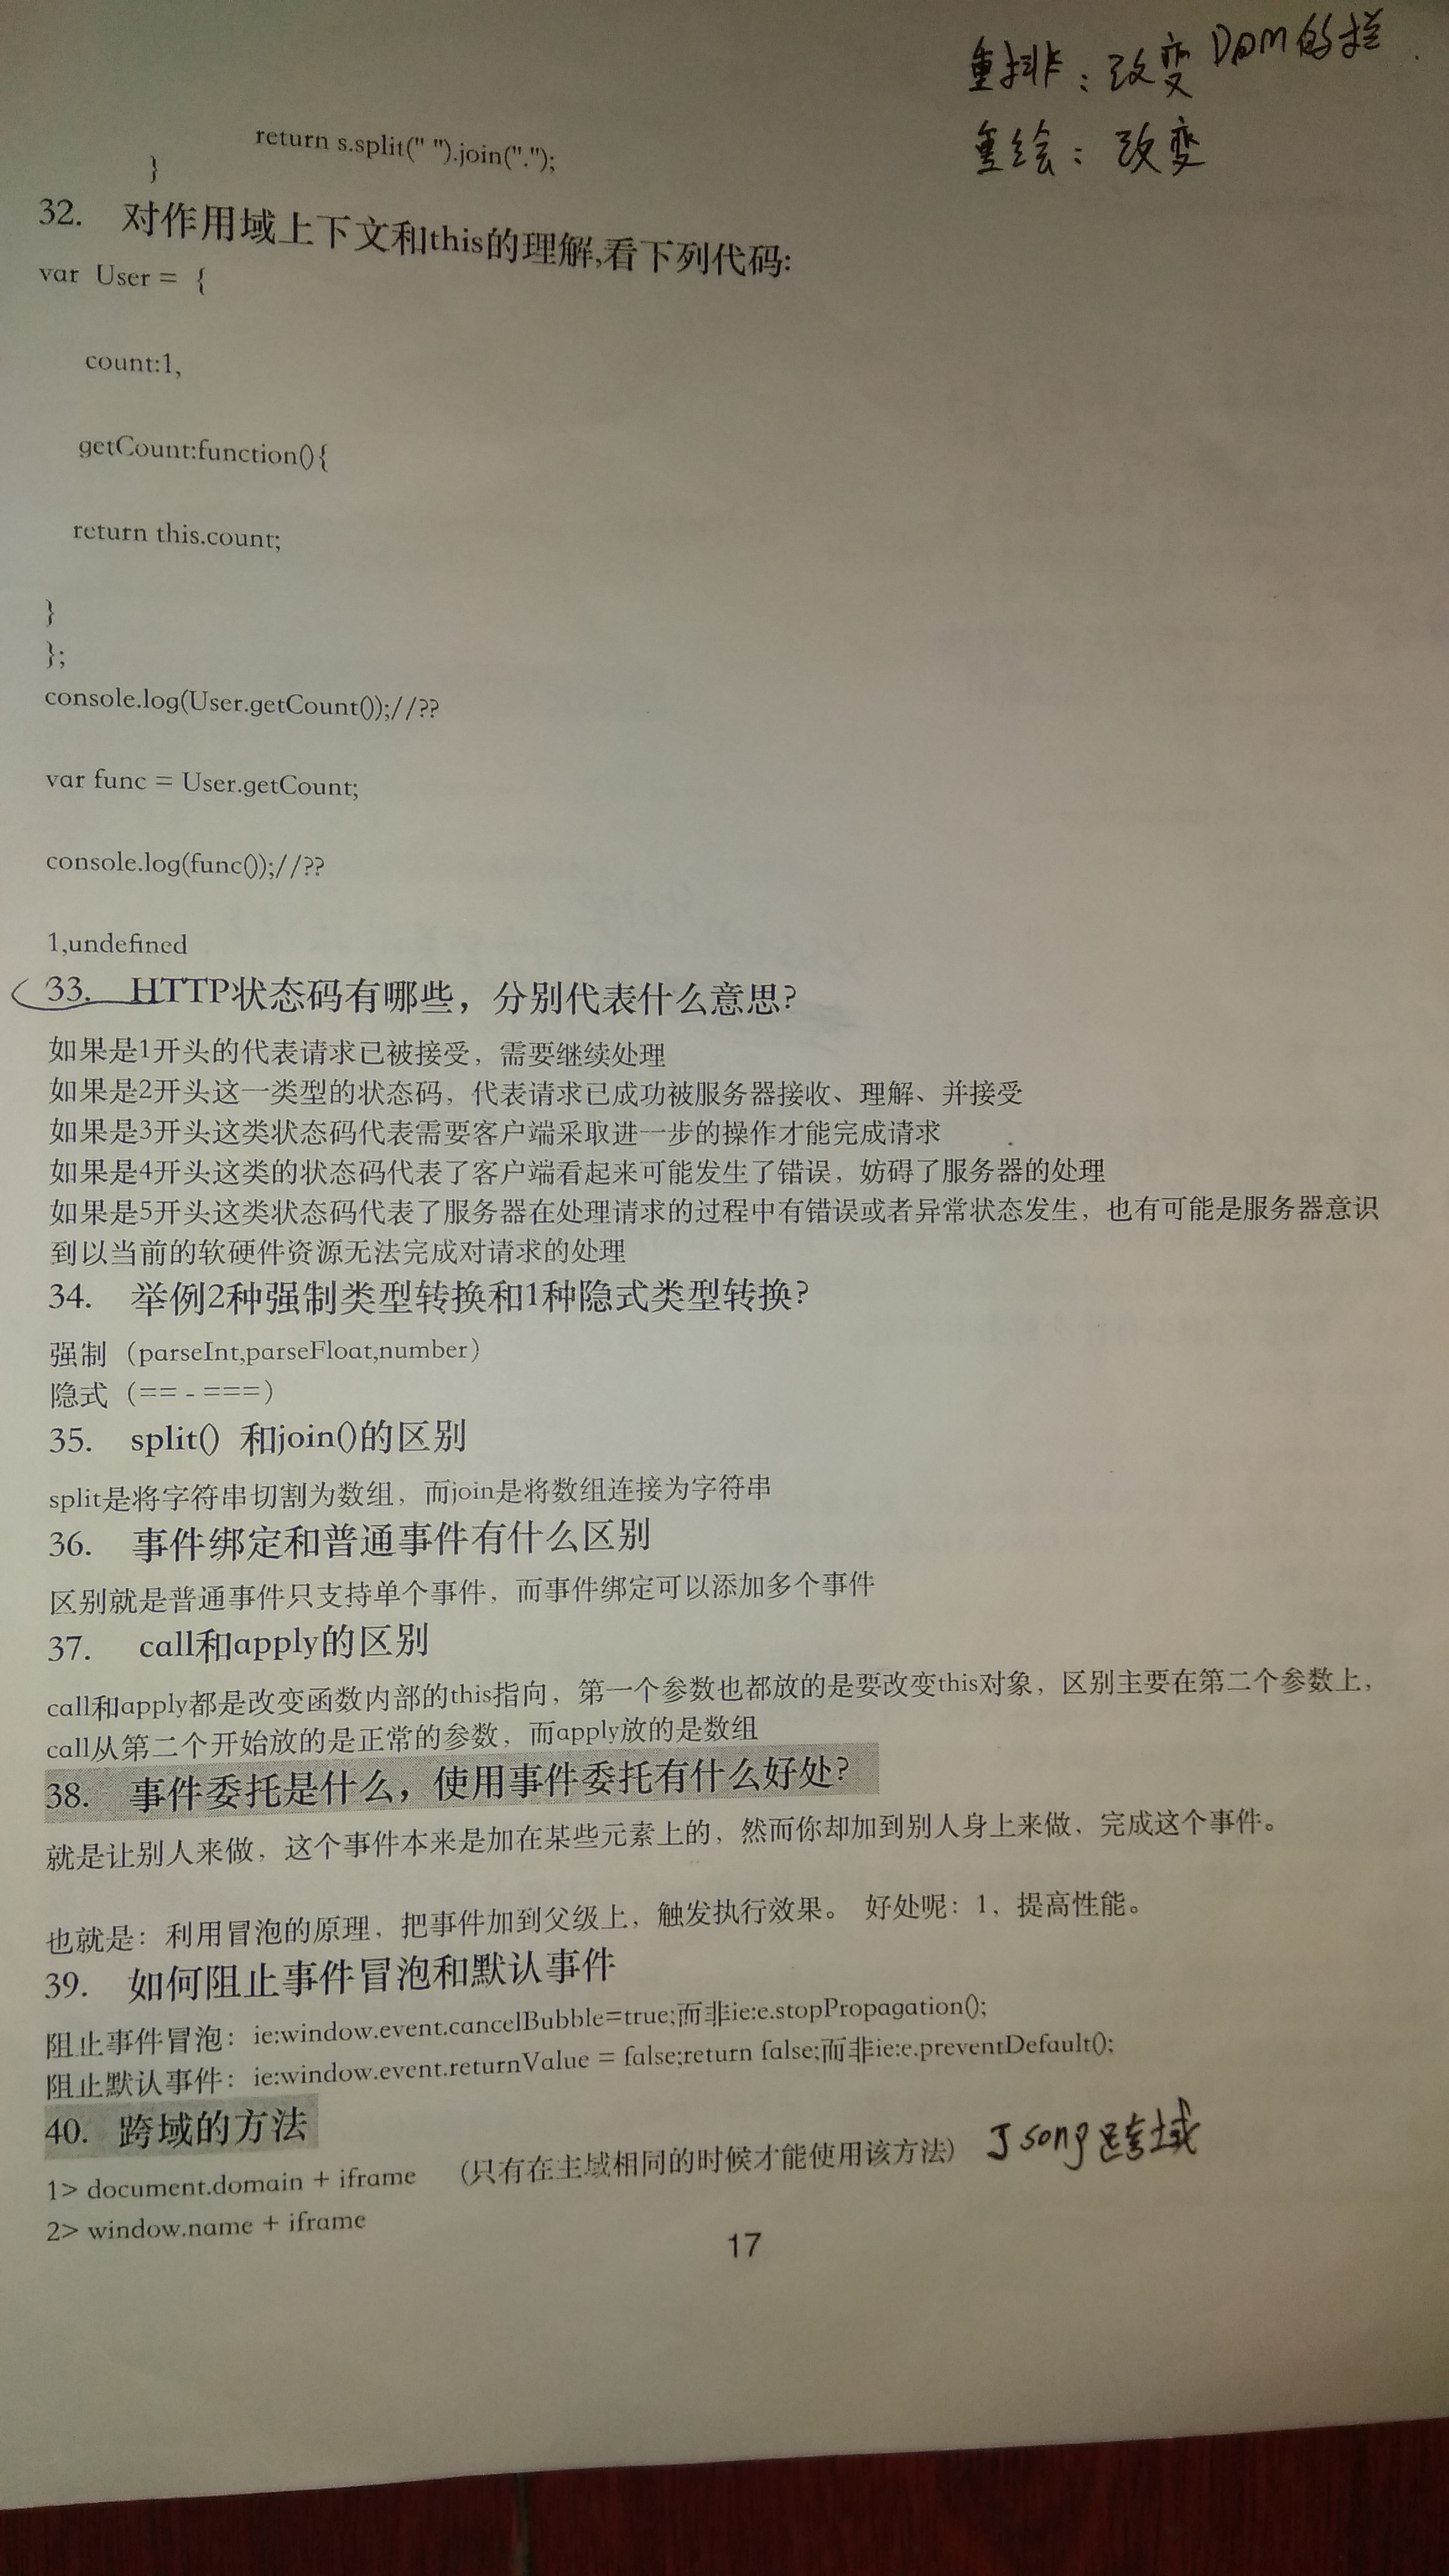 重排：改变DOM的
重绘：改变
return s.split(" ").join(".");
}
32. 对作用域上下文和this的理解,看下列代码:
var User = {
count:1,
getCount:function(){
return this.count;
}
};
console.log(User.getCount());//??
var func = User.getCount;
console.log(func());//??
1,undefined
33. HTTP状态码有哪些，分别代表什么意思?
如果是1开头的代表请求已被接受，需要继续处理
如果是2开头这一类型的状态码，代表请求已成功被服务器接收、理解、并接受
如果是3开头这类状态码代表需要客户端采取进一步的操作才能完成请求
如果是4开头这类的状态码代表了客户端看起来可能发生了错误，妨碍了服务器的处理
如果是5开头这类状态码代表了服务器在处理请求的过程中有错误或者异常状态发生，也有可能是服务器意识
到以当前的软硬件资源无法完成对请求的处理
34. 举例2种强制类型转换和1种隐式类型转换?
强制（parseInt,parseFloat,number）
隐式（== - ===）
35. split() 和join()的区别
split是将字符串切割为数组，而join是将数组连接为字符串
36. 事件绑定和普通事件有什么区别
区别就是普通事件只支持单个事件，而事件绑定可以添加多个事件
37. call和apply的区别
call和apply都是改变函数内部的this指向，第一个参数也都放的是要改变this对象，区别主要在第二个参数上，
call从第二个开始放的是正常的参数，而apply放的是数组
38. 事件委托是什么，使用事件委托有什么好处?
就是让别人来做，这个事件本来是加在某些元素上的，然而你却加到别人身上来做，完成这个事件。
也就是：利用冒泡的原理，把事件加到父级上，触发执行效果。 好处呢：1，提高性能。
39. 如何阻止事件冒泡和默认事件
阻止事件冒泡：ie:window.event.cancelBubble=true;而非ie:e.stopPropagation();
阻止默认事件：ie:window.event.returnValue = false;return false;而非ie:e.preventDefault();
40. 跨域的方法
Jsong跨域
1> document.domain + iframe （只有在主域相同的时候才能使用该方法）
2> window.name + iframe
17